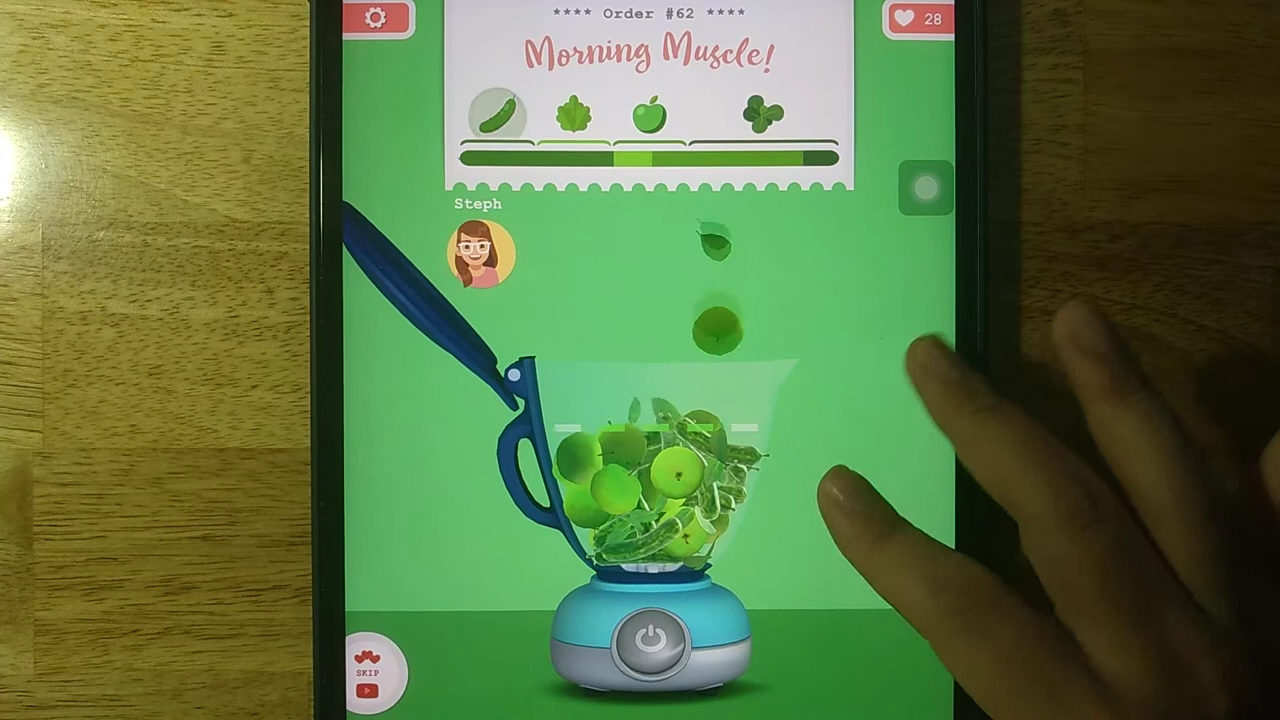 **** Order #62 ****
28
Morning Muscle!
Steph
SKIP